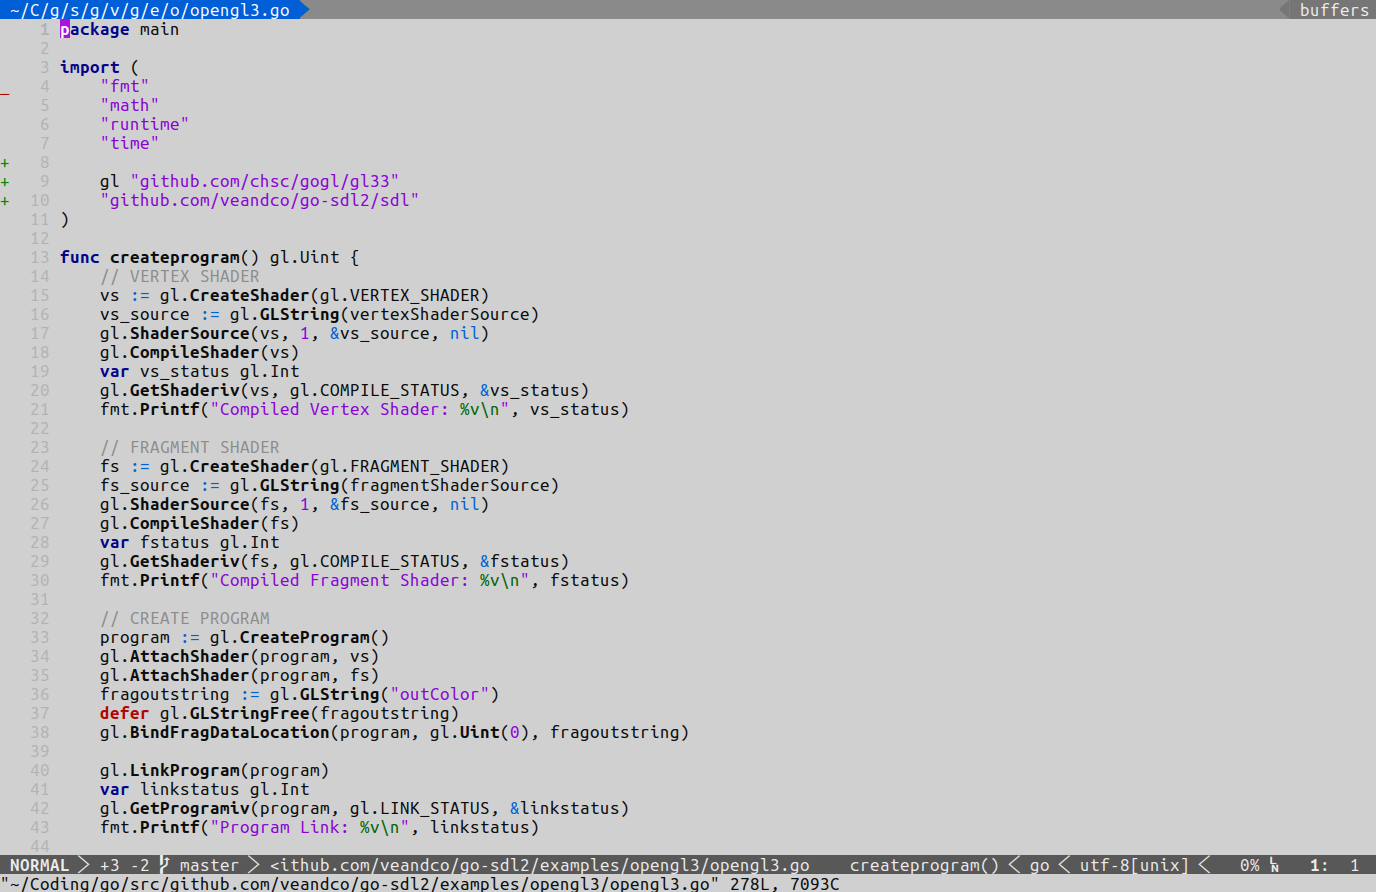 ~/C/g/s/g/v/g/e/o/opengl3.go buffers
1 package main
2
3 import (
_ 4 "fmt"
5 "math"
6 "runtime"
7 "time"
+ 8
+ 9 gl "github.com/chsc/gogl/gl33"
+ 10 "github.com/veandco/go-sdl2/sdl"
11 )
12
13 func createprogram() gl.Uint {
14 // VERTEX SHADER
15 vs := gl.CreateShader(gl.VERTEX_SHADER)
16 vs_source := gl.GLString(vertexShaderSource)
17 gl.ShaderSource(vs, 1, &vs_source, nil)
18 gl.CompileShader(vs)
19 var vs_status gl.Int
20 gl.GetShaderiv(vs, gl.COMPILE_STATUS, &vs_status)
21 fmt.Printf("Compiled Vertex Shader: %v\n", vs_status)
22
23 // FRAGMENT SHADER
24 fs := gl.CreateShader(gl.FRAGMENT_SHADER)
25 fs_source := gl.GLString(fragmentShaderSource)
26 gl.ShaderSource(fs, 1, &fs_source, nil)
27 gl.CompileShader(fs)
28 var fstatus gl.Int
29 gl.GetShaderiv(fs, gl.COMPILE_STATUS, &fstatus)
30 fmt.Printf("Compiled Fragment Shader: %v\n", fstatus)
31
32 // CREATE PROGRAM
33 program := gl.CreateProgram()
34 gl.AttachShader(program, vs)
35 gl.AttachShader(program, fs)
36 fragoutstring := gl.GLString("outColor")
37 defer gl.GLStringFree(fragoutstring)
38 gl.BindFragDataLocation(program, gl.Uint(0), fragoutstring)
39
40 gl.LinkProgram(program)
41 var linkstatus gl.Int
42 gl.GetProgramiv(program, gl.LINK_STATUS, &linkstatus)
43 fmt.Printf("Program Link: %v\n", linkstatus)
44
NORMAL +3 -2 master <ithub.com/veandco/go-sdl2/examples/opengl3/opengl3.go createprogram() go utf-8[unix] 0% LN 1: 1
"~/Coding/go/src/github.com/veandco/go-sdl2/examples/opengl3/opengl3.go" 278L, 7093C